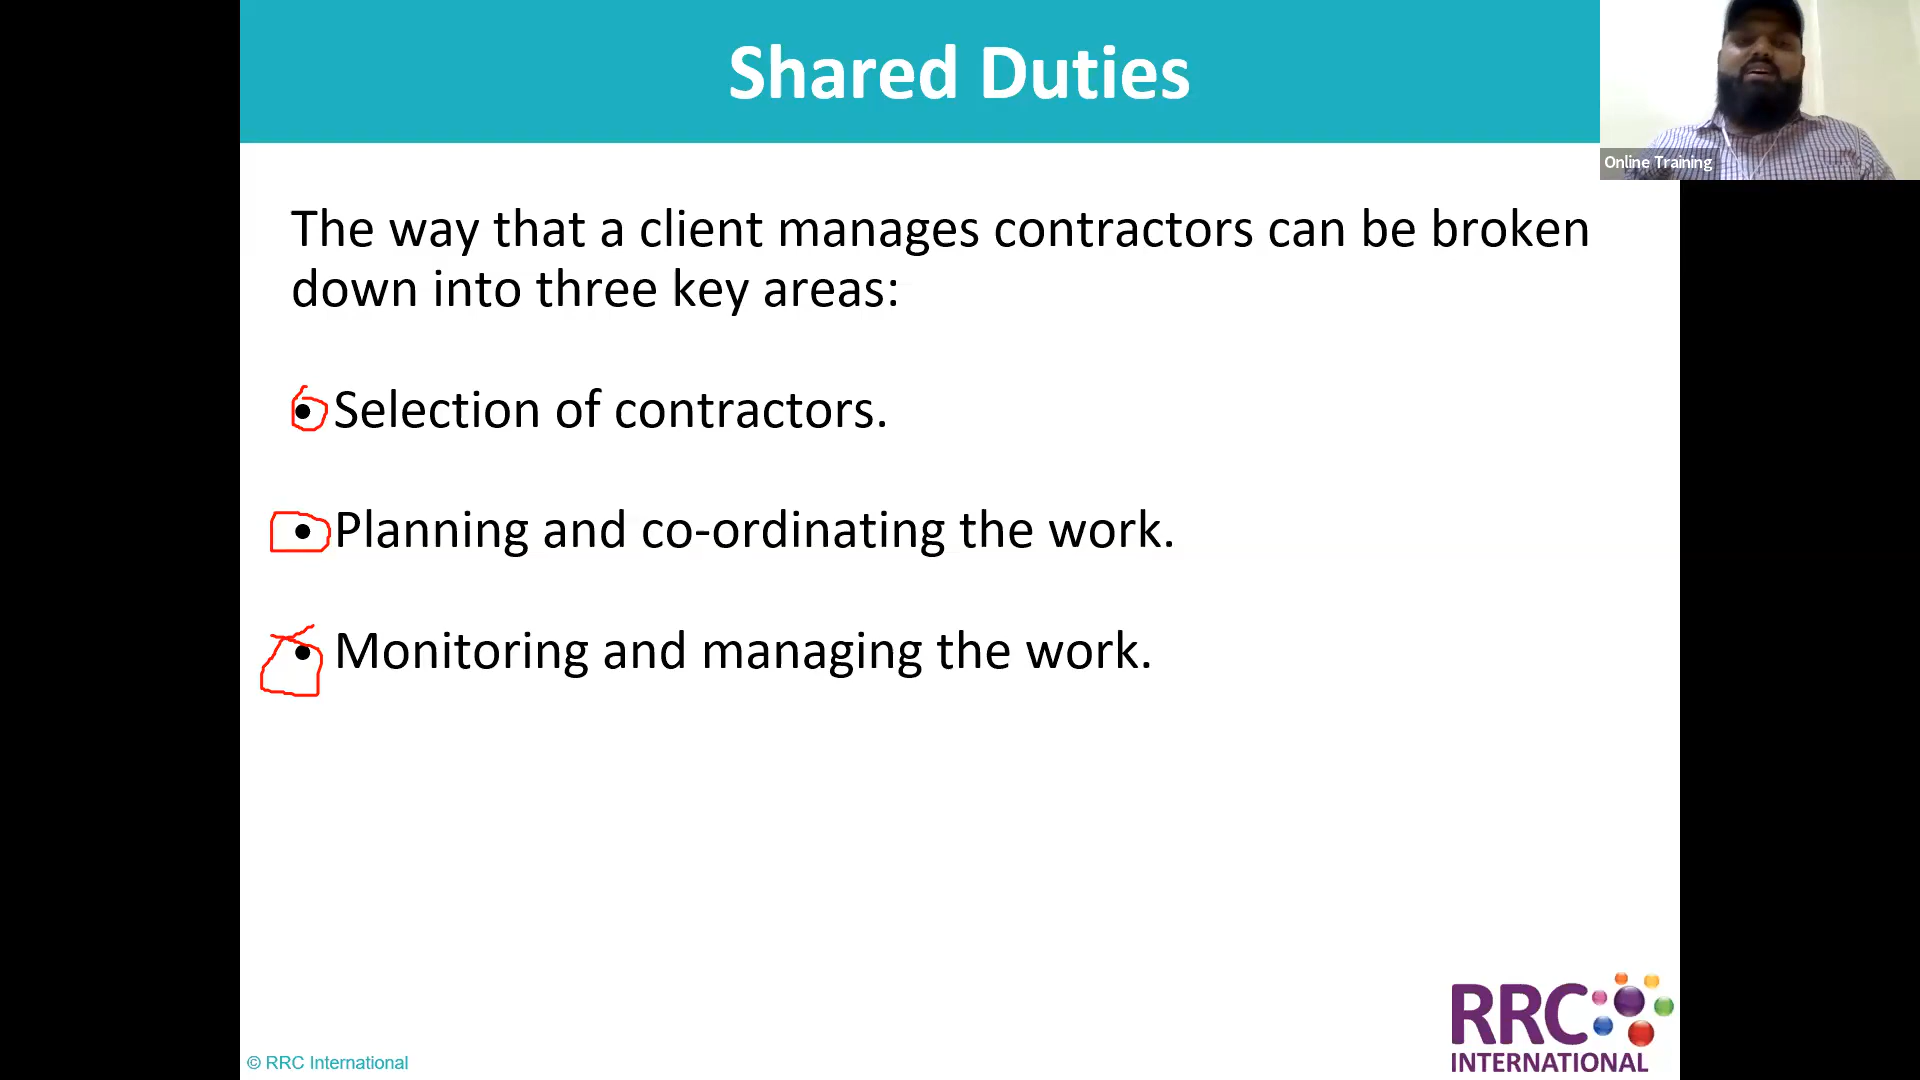 Shared Duties
Online Training
The way that a client manages contractors can be broken
down into three key areas:
• Selection of contractors.
• Planning and co-ordinating the work.
• Monitoring and managing the work.
RRC
INTERNATIONAL
© RRC International